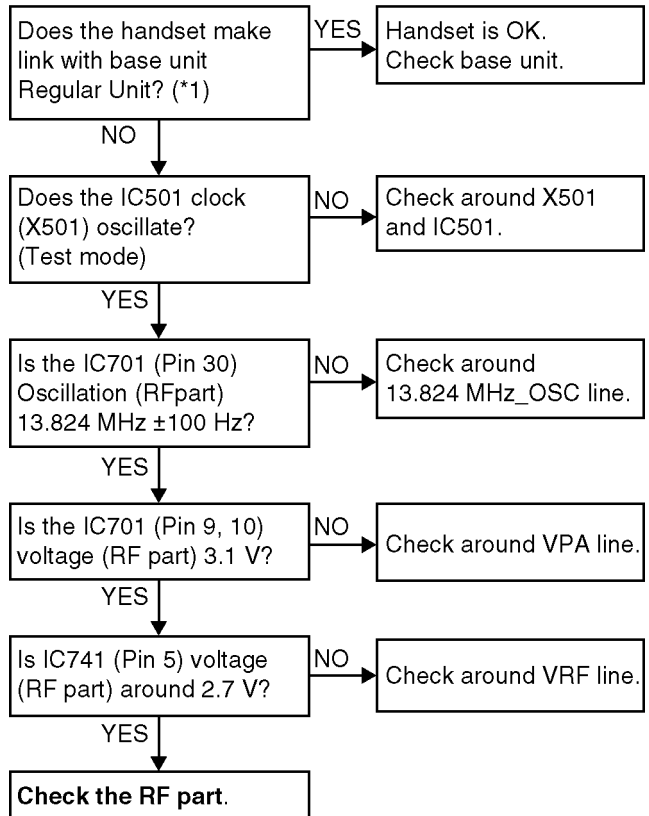 Does the handset make
link with base unit
Regular Unit? (*1)
YES
Handset is OK.
Check base unit.
NO
Does the IC501 clock
(X501) oscillate?
(Test mode)
NO
Check around X501
and IC501.
YES
Is the IC701 (Pin 30)
Oscillation (RFpart)
13.824 MHz ±100 Hz?
NO
Check around
13.824 MHz_OSC line.
YES
Is the IC701 (Pin 9, 10)
voltage (RF part) 3.1 V?
NO
Check around VPA line.
YES
Is IC741 (Pin 5) voltage
(RF part) around 2.7 V?
NO
Check around VRF line.
YES
Check the RF part.